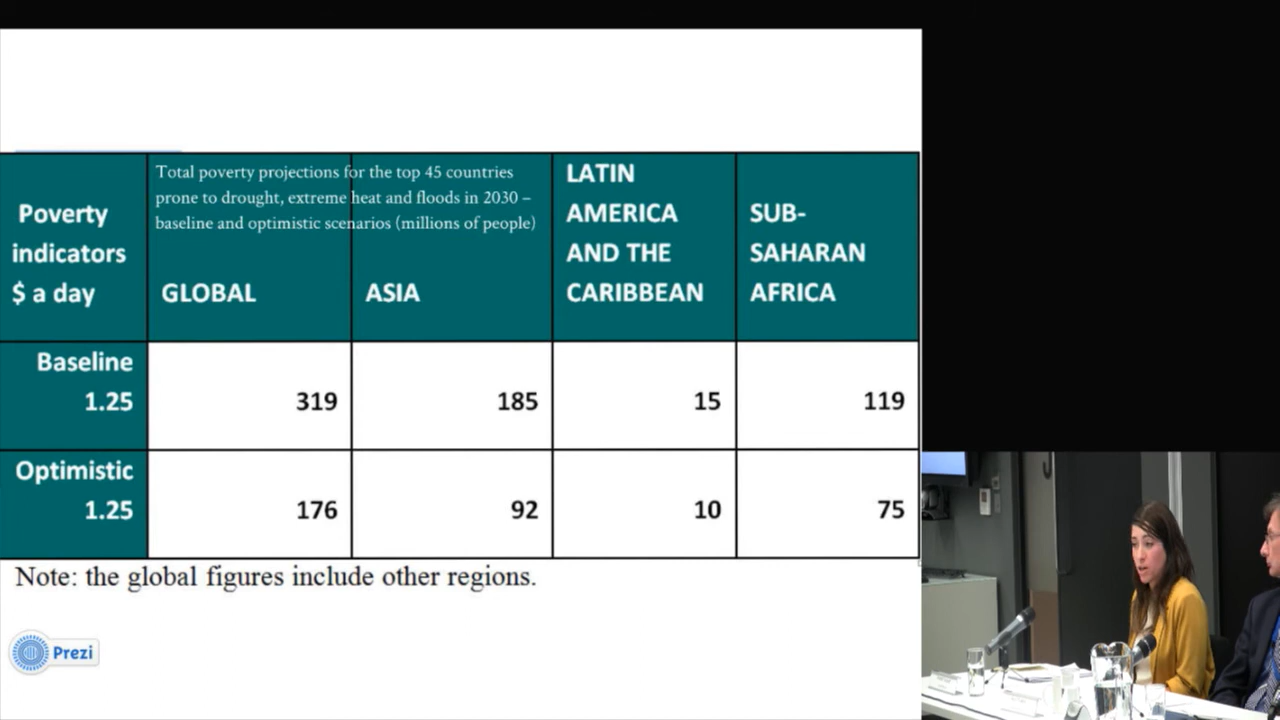 Total poverty projections for the top 45 countries
prone to drought, extreme heat and floods in 2030 –
baseline and optimistic scenarios (millions of people)
Poverty
indicators
$ a day
GLOBAL
ASIA
LATIN
AMERICA
AND THE
CARIBBEAN
SUB-
SAHARAN
AFRICA
Baseline
1.25
319
185
15
119
Optimistic
1.25
176
92
10
75
Note: the global figures include other regions.
Prezi